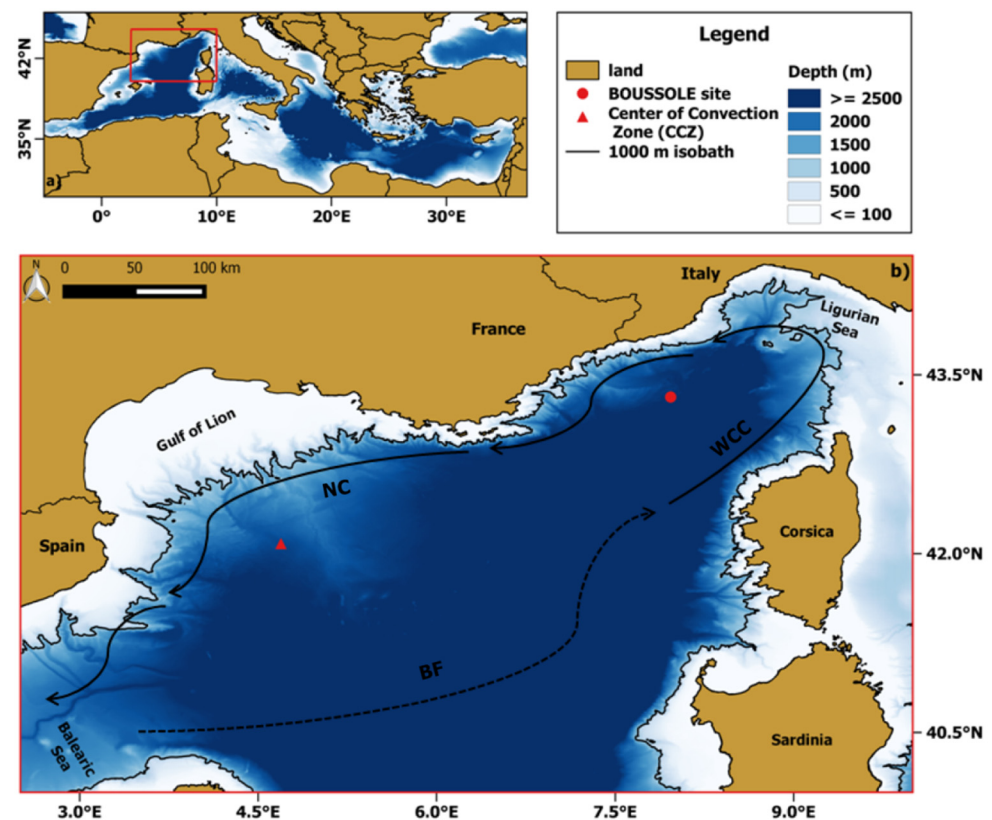 42°N
35°N
a)
0°
10°E
20°E
30°E
Legend
land
BOUSSOLE site
Center of Convection
Zone (CCZ)
1000 m isobath
Depth (m)
>= 2500
2000
1500
1000
500
<= 100
N
0 50 100 km
b)
Italy
Ligurian
Sea
France
43.5°N
Gulf of Lion
WCC
NC
Spain
Corsica
42.0°N
BF
Balearic
Sea
Sardinia
40.5°N
3.0°E
4.5°E
6.0°E
7.5°E
9.0°E